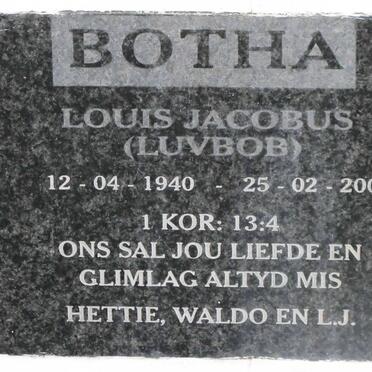 BOTHA
LOUIS JACOBUS
(LUVBOB)
12 - 04 - 1940 - 25 - 02 - 200
1 KOR: 13:4
ONS SAL JOU LIEFDE EN
GLIMLAG ALTYD MIS
HETTIE, WALDO EN L.J.